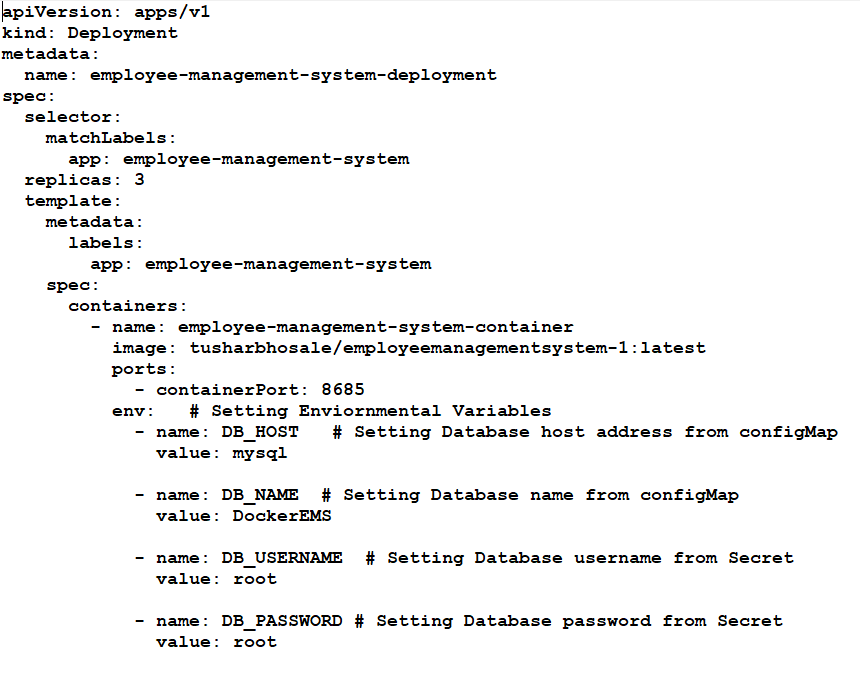 apiVersion: apps/v1
kind: Deployment
metadata:
  name: employee-management-system-deployment
spec:
  selector:
    matchLabels:
      app: employee-management-system
  replicas: 3
  template:
    metadata:
      labels:
        app: employee-management-system
    spec:
      containers:
        - name: employee-management-system-container
          image: tusharbhosale/employeemanagementsystem-1:latest
          ports:
            - containerPort: 8685
          env:   # Setting Enviornmental Variables
            - name: DB_HOST   # Setting Database host address from configMap
              value: mysql
            - name: DB_NAME  # Setting Database name from configMap
              value: DockerEMS
            - name: DB_USERNAME  # Setting Database username from Secret
              value: root
            - name: DB_PASSWORD # Setting Database password from Secret
              value: root